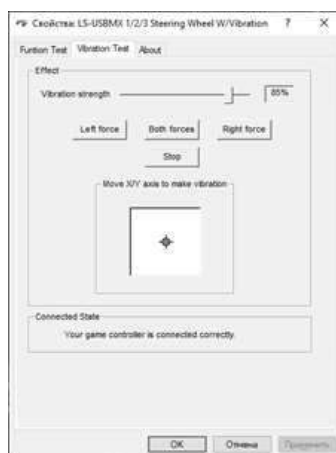 Свойства: LS-USBMX 1/2/3 Steering Wheel W/Vibration ? X
Funtion Test Vibration Test About
Effect
Vibration strength 85%
Left force Both forces Right force
Stop
Move X/Y axis to make vibration
Connected State
Your game controller is connected correctly.
OK Отмена Применить